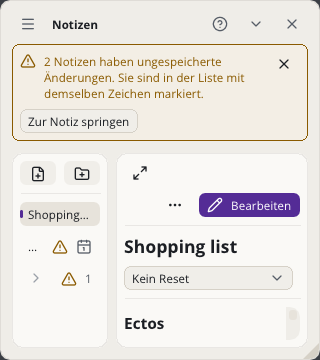 Notizen
2 Notizen haben ungespeicherte
Änderungen. Sie sind in der Liste mit
demselben Zeichen markiert.
Zur Notiz springen
Shopping...
...
1
Bearbeiten
Shopping list
Kein Reset
Ectos